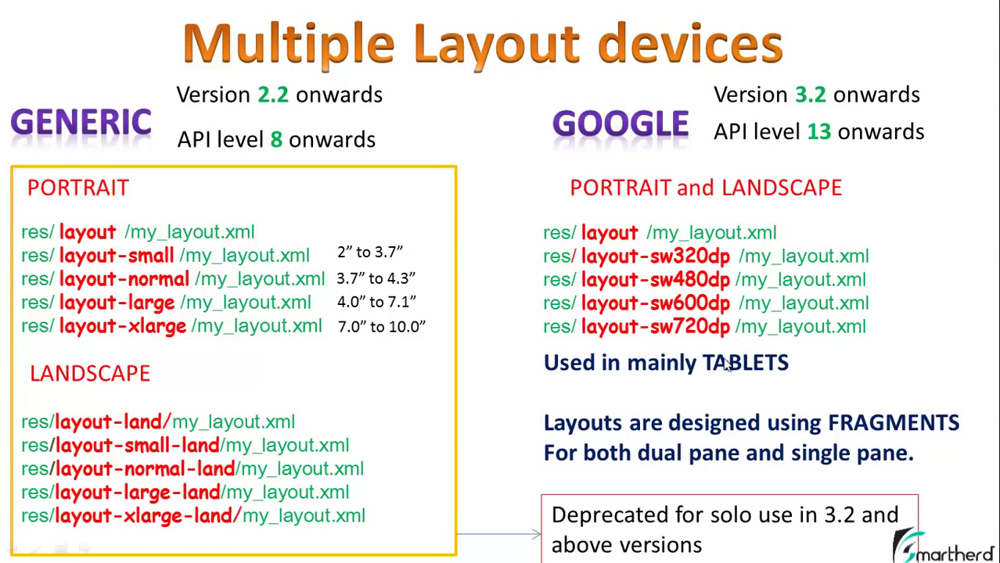 Multiple Layout devices
GENERIC
Version 2.2 onwards
API level 8 onwards
PORTRAIT
res/ layout /my_layout.xml
res/ layout-small /my_layout.xml 2” to 3.7”
res/ layout-normal /my_layout.xml 3.7” to 4.3”
res/ layout-large /my_layout.xml 4.0” to 7.1”
res/ layout-xlarge /my_layout.xml 7.0” to 10.0”
LANDSCAPE
res/layout-land/my_layout.xml
res/layout-small-land/my_layout.xml
res/layout-normal-land/my_layout.xml
res/layout-large-land/my_layout.xml
res/layout-xlarge-land/my_layout.xml
GOOGLE
Version 3.2 onwards
API level 13 onwards
PORTRAIT and LANDSCAPE
res/ layout /my_layout.xml
res/ layout-sw320dp /my_layout.xml
res/ layout-sw480dp /my_layout.xml
res/ layout-sw600dp /my_layout.xml
res/ layout-sw720dp /my_layout.xml
Used in mainly TABLETS
Layouts are designed using FRAGMENTS
For both dual pane and single pane.
Deprecated for solo use in 3.2 and
above versions
Smartherd